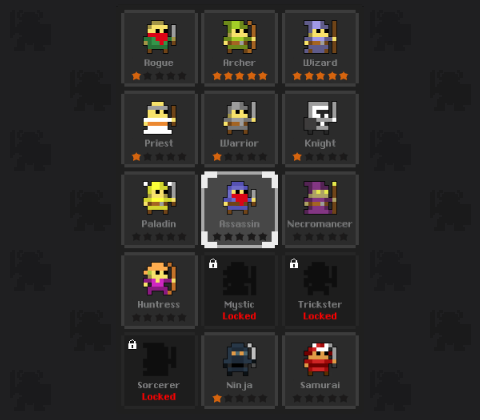 Rogue Archer Wizard
Priest Warrior Knight
Paladin Assassin Necromancer
Huntress Mystic Trickster
Locked Locked
Sorcerer Ninja Samurai
Locked